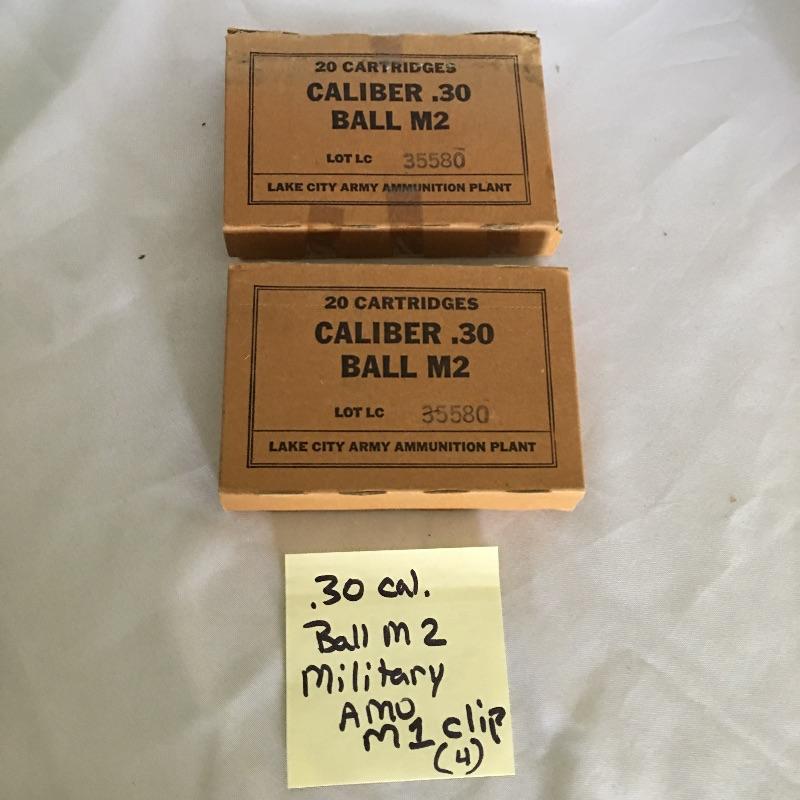 20 CARTRIDGES
CALIBER .30
BALL M2
LOT LC 35580
LAKE CITY ARMY AMMUNITION PLANT
20 CARTRIDGES
CALIBER .30
BALL M2
LOT LC 35580
LAKE CITY ARMY AMMUNITION PLANT
.30 cal.
Ball M2
Military
AMO
M1 clip
(4)